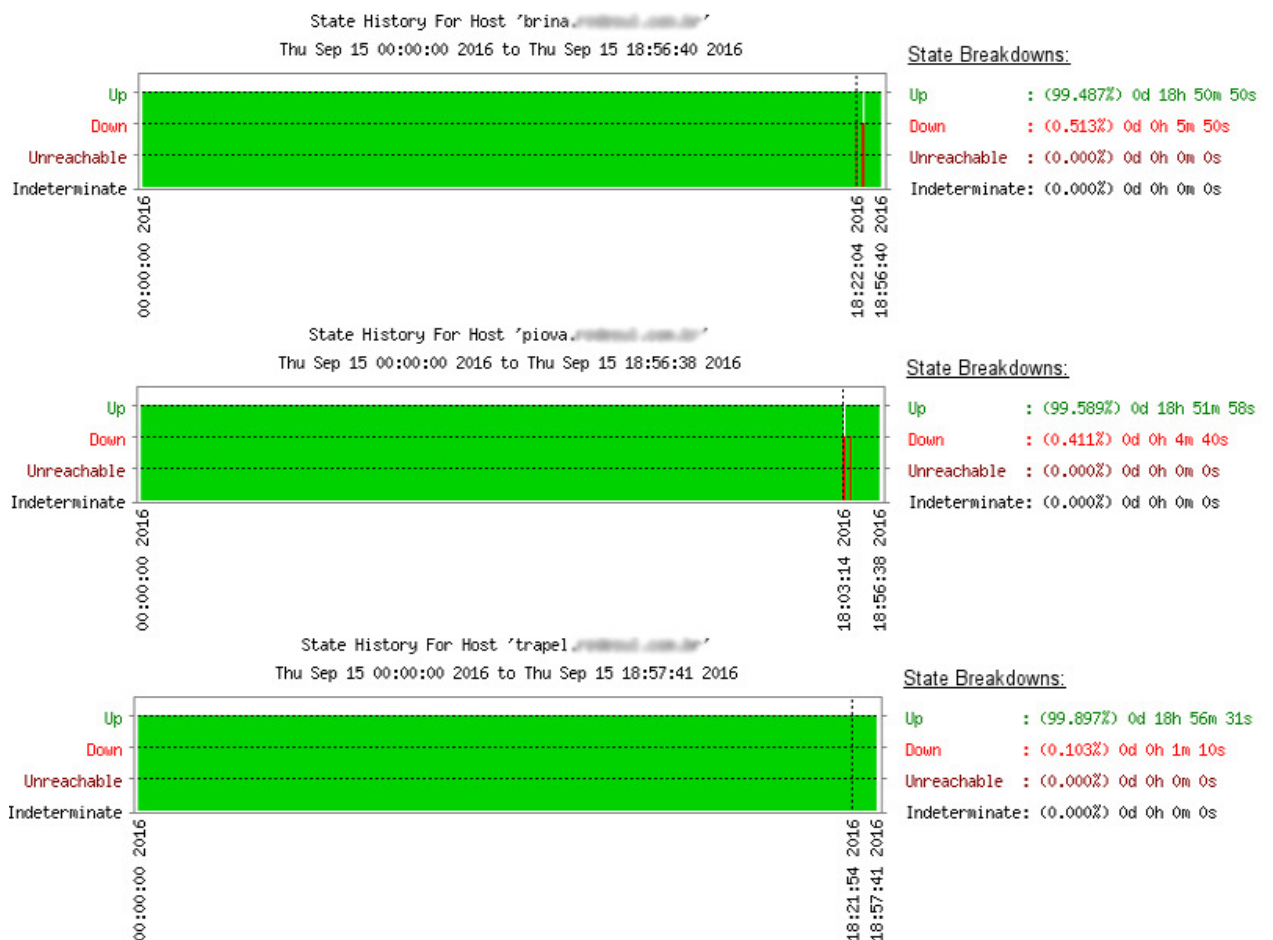 State History For Host 'brina.
Thu Sep 15 00:00:00 2016 to Thu Sep 15 18:56:40 2016
State Breakdowns:
Up : (99.487%) 0d 18h 50m 50s
Down : (0.513%) 0d 0h 5m 50s
Unreachable : (0.000%) 0d 0h 0m 0s
Indeterminate: (0.000%) 0d 0h 0m 0s
Up
Down
Unreachable
Indeterminate
00:00:00 2016
18:22:04 2016
18:56:40 2016
State History For Host 'piova.
Thu Sep 15 00:00:00 2016 to Thu Sep 15 18:56:38 2016
State Breakdowns:
Up : (99.589%) 0d 18h 51m 58s
Down : (0.411%) 0d 0h 4m 40s
Unreachable : (0.000%) 0d 0h 0m 0s
Indeterminate: (0.000%) 0d 0h 0m 0s
Up
Down
Unreachable
Indeterminate
00:00:00 2016
18:03:14 2016
18:56:38 2016
State History For Host 'trapel.
Thu Sep 15 00:00:00 2016 to Thu Sep 15 18:57:41 2016
State Breakdowns:
Up : (99.897%) 0d 18h 56m 31s
Down : (0.103%) 0d 0h 1m 10s
Unreachable : (0.000%) 0d 0h 0m 0s
Indeterminate: (0.000%) 0d 0h 0m 0s
Up
Down
Unreachable
Indeterminate
00:00:00 2016
18:21:54 2016
18:57:41 2016